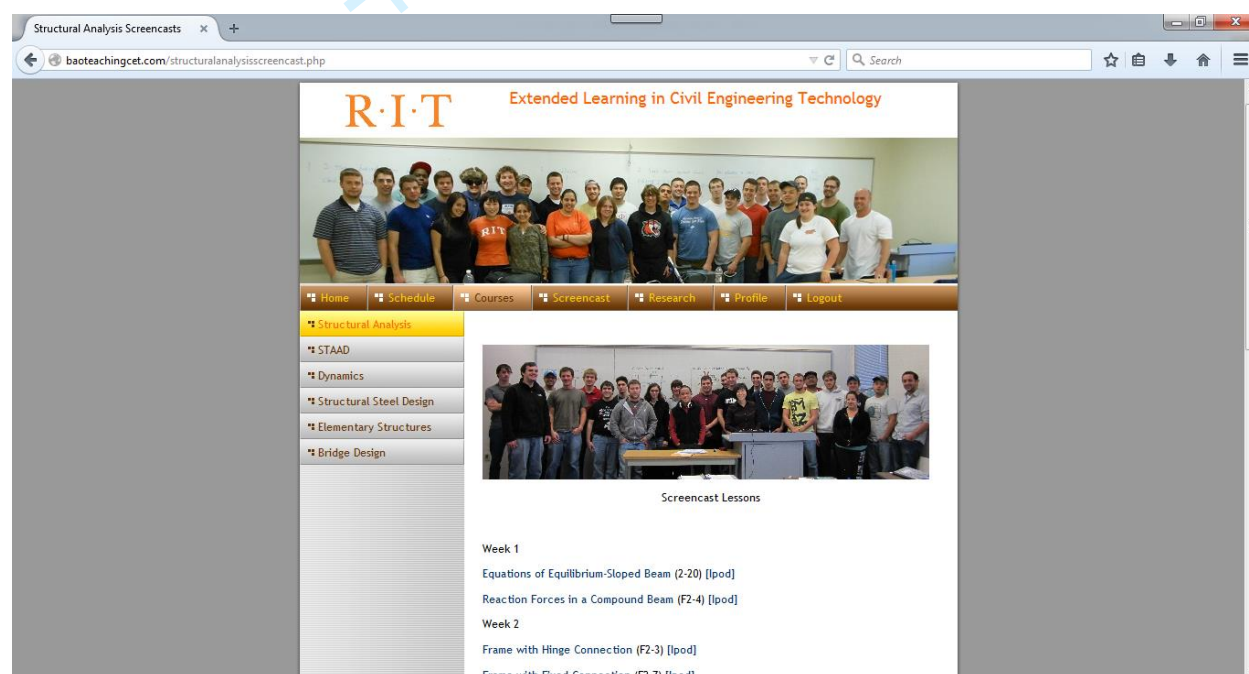 Structural Analysis Screencasts
baoteachingcet.com/structuralanalysisscreencast.php
Search
R·I·T
Extended Learning in Civil Engineering Technology
RIT
Home Schedule Courses Screencast Research Profile Logout
Structural Analysis
STAAD
Dynamics
Structural Steel Design
Elementary Structures
Bridge Design
Screencast Lessons
Week 1
Equations of Equilibrium-Sloped Beam (2-20) [Ipod]
Reaction Forces in a Compound Beam (F2-4) [Ipod]
Week 2
Frame with Hinge Connection (F2-3) [Ipod]